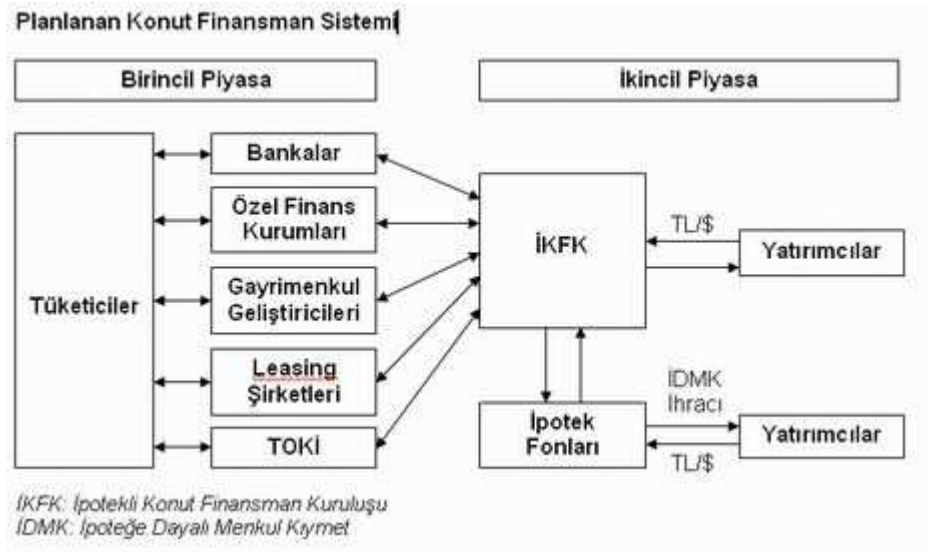 Planlanan Konut Finansman Sistemi
Birincil Piyasa
İkincil Piyasa
Tüketiciler
Bankalar
Özel Finans
Kurumları
Gayrimenkul
Geliştiricileri
Leasing
Şirketleri
TOKİ
İKFK
TL/$
Yatırımcılar
İpotek
Fonları
İDMK
İhracı
TL/$
Yatırımcılar
İKFK: İpotekli Konut Finansman Kuruluşu
İDMK: İpoteğe Dayalı Menkul Kıymet